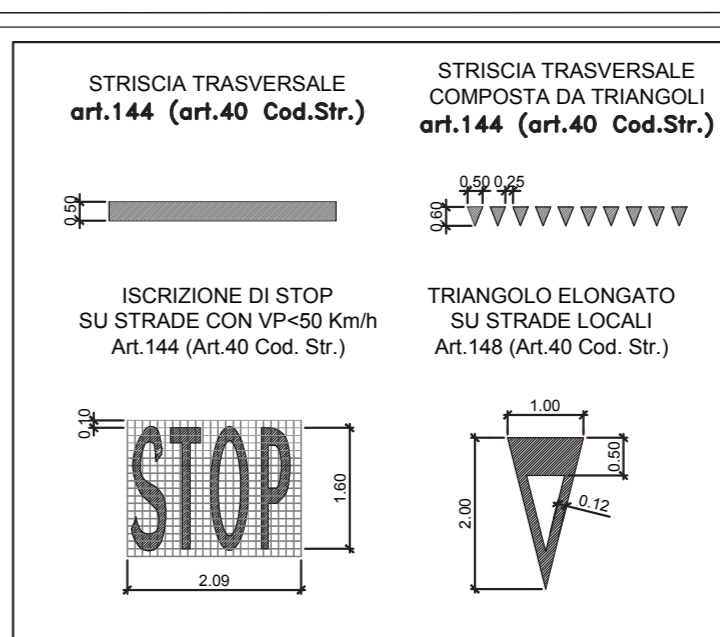 STRISCIA TRASVERSALE
art.144 (art.40 Cod.Str.)
0.50
STRISCIA TRASVERSALE
COMPOSTA DA TRIANGOLI
art.144 (art.40 Cod.Str.)
0.50 0.25
0.60
ISCRIZIONE DI STOP
SU STRADE CON VP<50 Km/h
Art.144 (Art.40 Cod. Str.)
0.10
STOP
1.60
2.09
TRIANGOLO ELONGATO
SU STRADE LOCALI
Art.148 (Art.40 Cod. Str.)
1.00
0.50
2.00
0.12